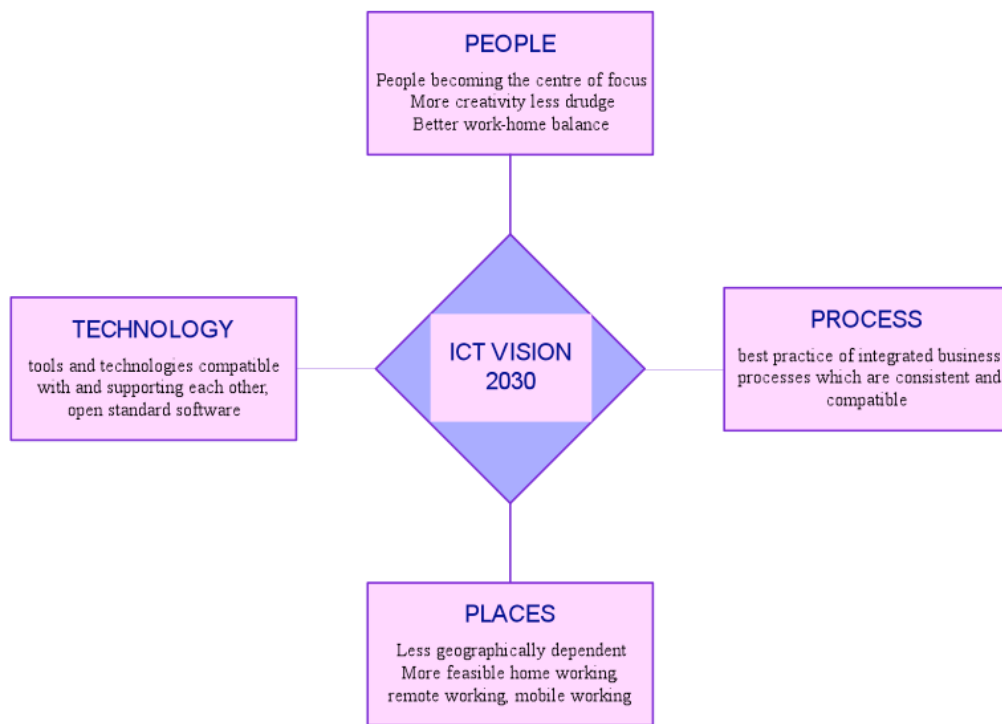 PEOPLE
People becoming the centre of focus
More creativity less drudge
Better work-home balance
TECHNOLOGY
tools and technologies compatible
with and supporting each other,
open standard software
ICT VISION
2030
PROCESS
best practice of integrated business
processes which are consistent and
compatible
PLACES
Less geographically dependent
More feasible home working,
remote working, mobile working